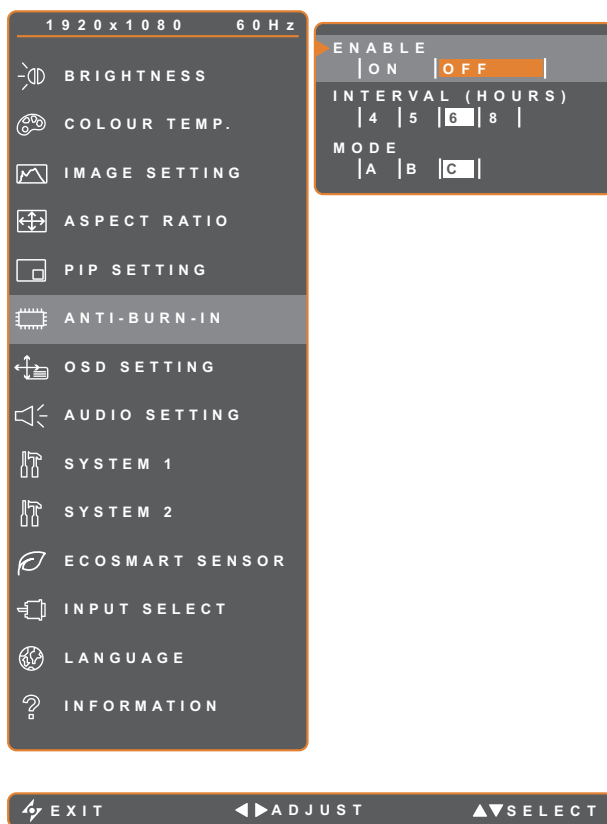 1920x1080 60Hz
BRIGHTNESS
COLOUR TEMP.
IMAGE SETTING
ASPECT RATIO
PIP SETTING
ANTI-BURN-IN
OSD SETTING
AUDIO SETTING
SYSTEM 1
SYSTEM 2
ECOSMART SENSOR
INPUT SELECT
LANGUAGE
INFORMATION
ENABLE
ON OFF
INTERVAL (HOURS)
4 5 6 8
MODE
A B C
EXIT ADJUST SELECT